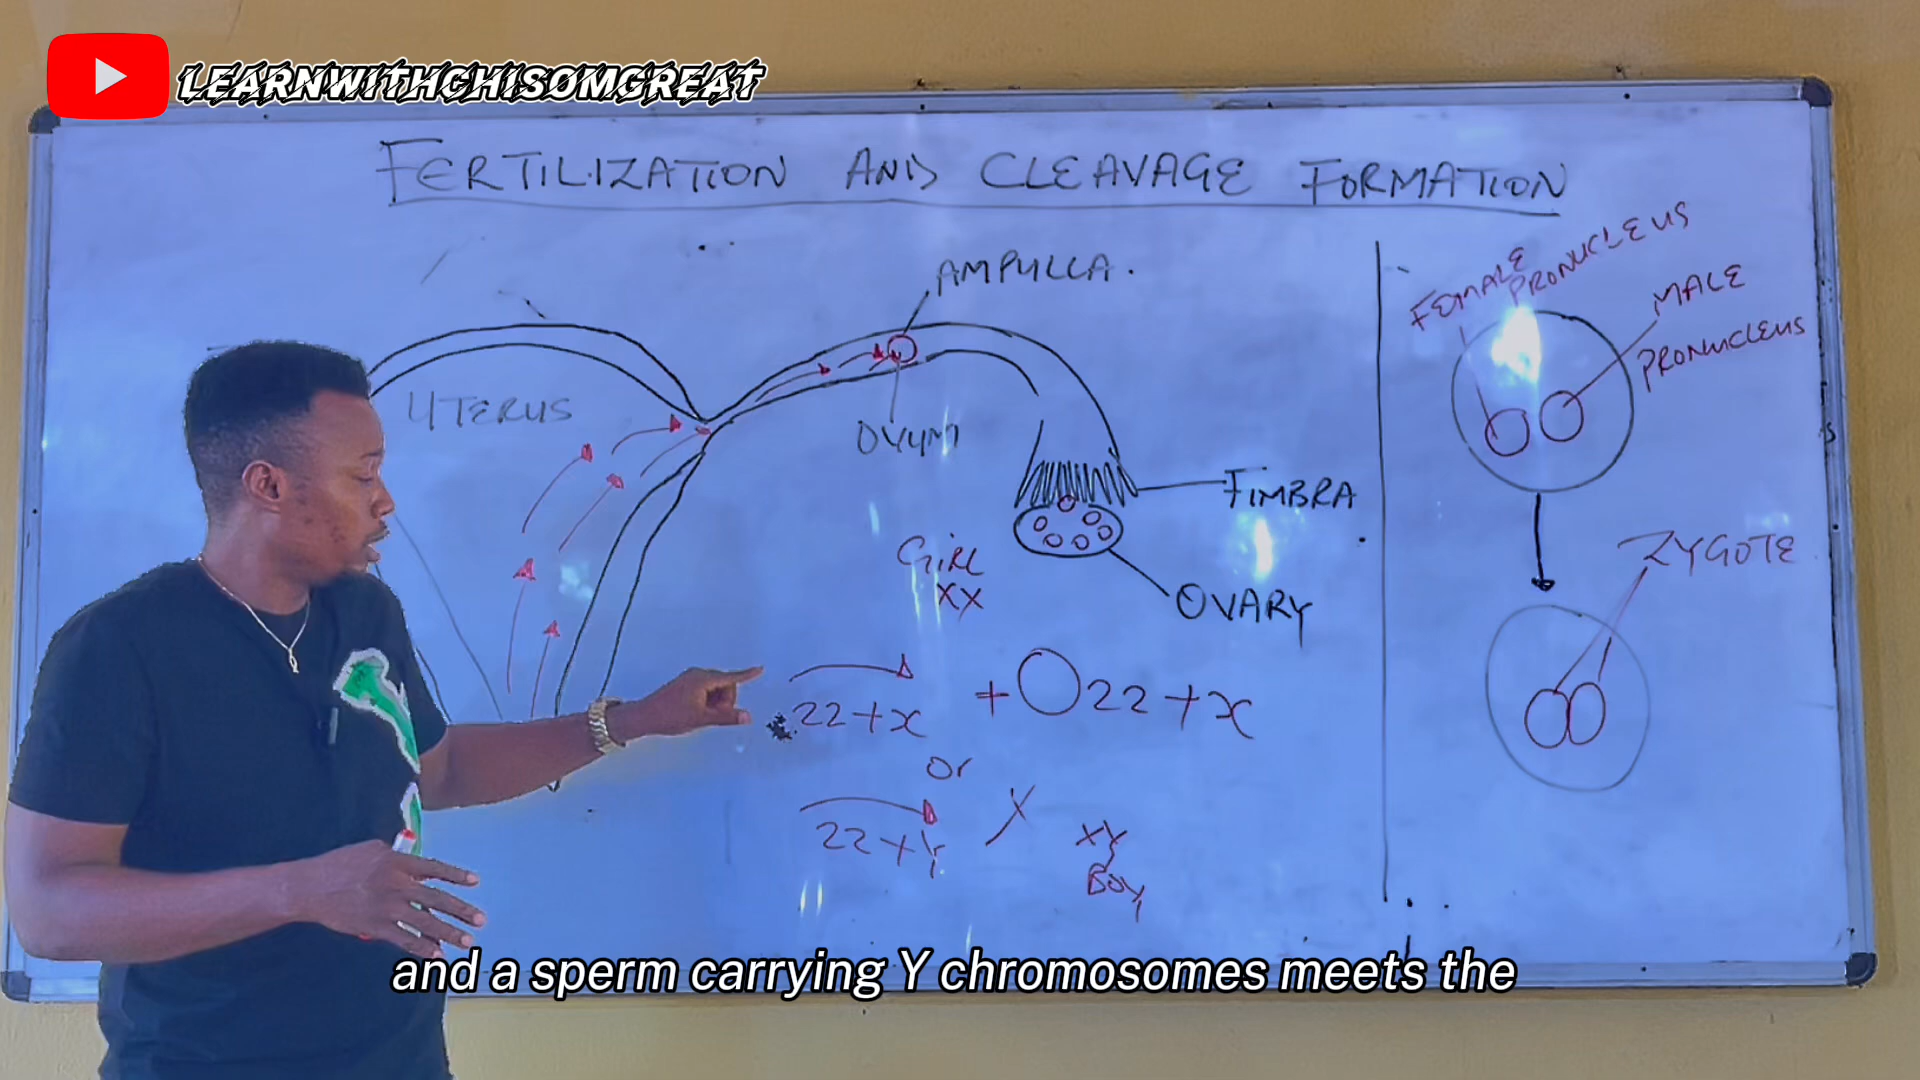 LEARNWITHCHISOMGREAT
FERTILIZATION AND CLEAVAGE FORMATION
AMPULLA.
UTERUS
OVUM
FIMBRA
OVARY
GIRL
XX
22+x + 22+x
or
22+Y X
XY
BOY
FEMALE
PRONUCLEUS
MALE
PRONUCLEUS
ZYGOTE
and a sperm carrying Y chromosomes meets the